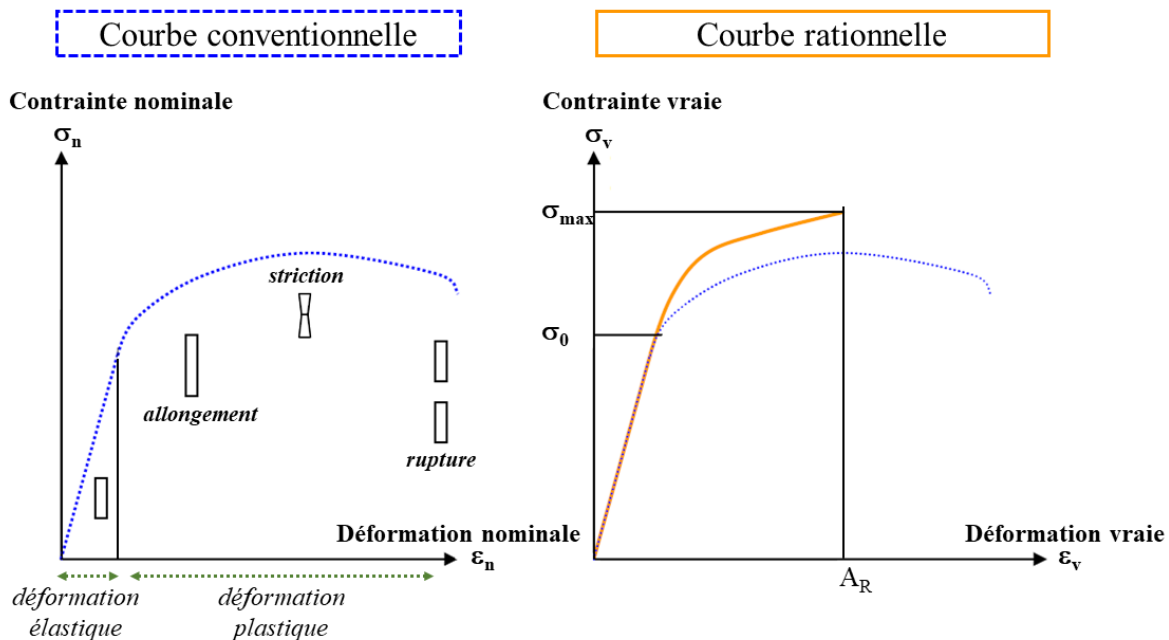 Courbe conventionnelle
Courbe rationnelle
Contrainte nominale
σn
Contrainte vraie
σv
striction
allongement
rupture
Déformation nominale
εn
déformation
élastique
déformation
plastique
σmax
σ0
Déformation vraie
εv
AR